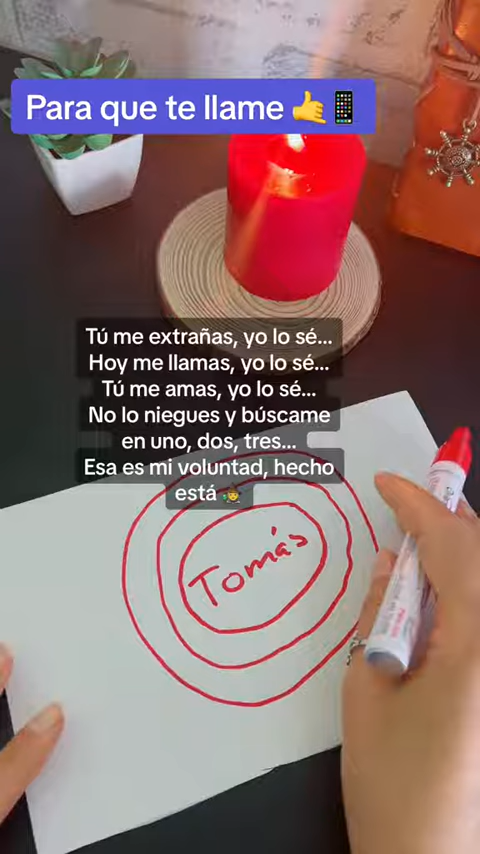 Para que te llame 🤙📱
Tú me extrañas, yo lo sé...
Hoy me llamas, yo lo sé...
Tú me amas, yo lo sé...
No lo niegues y búscame
en uno, dos, tres...
Esa es mi voluntad, hecho
está 🧙‍♂️
Tomás